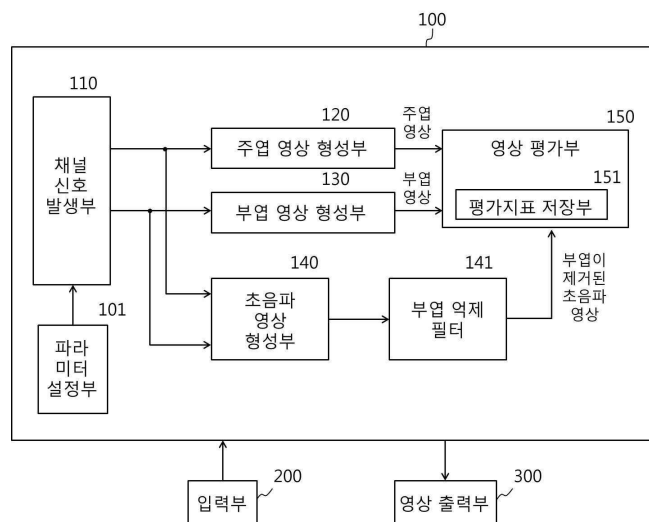 100
110
채널
신호
발생부
120
주엽 영상 형성부
주엽
영상
130
부엽 영상 형성부
부엽
영상
150
영상 평가부
151
평가지표 저장부
140
초음파
영상
형성부
141
부엽 억제
필터
부엽이
제거된
초음파
영상
101
파라
미터
설정부
입력부
200
영상 출력부
300